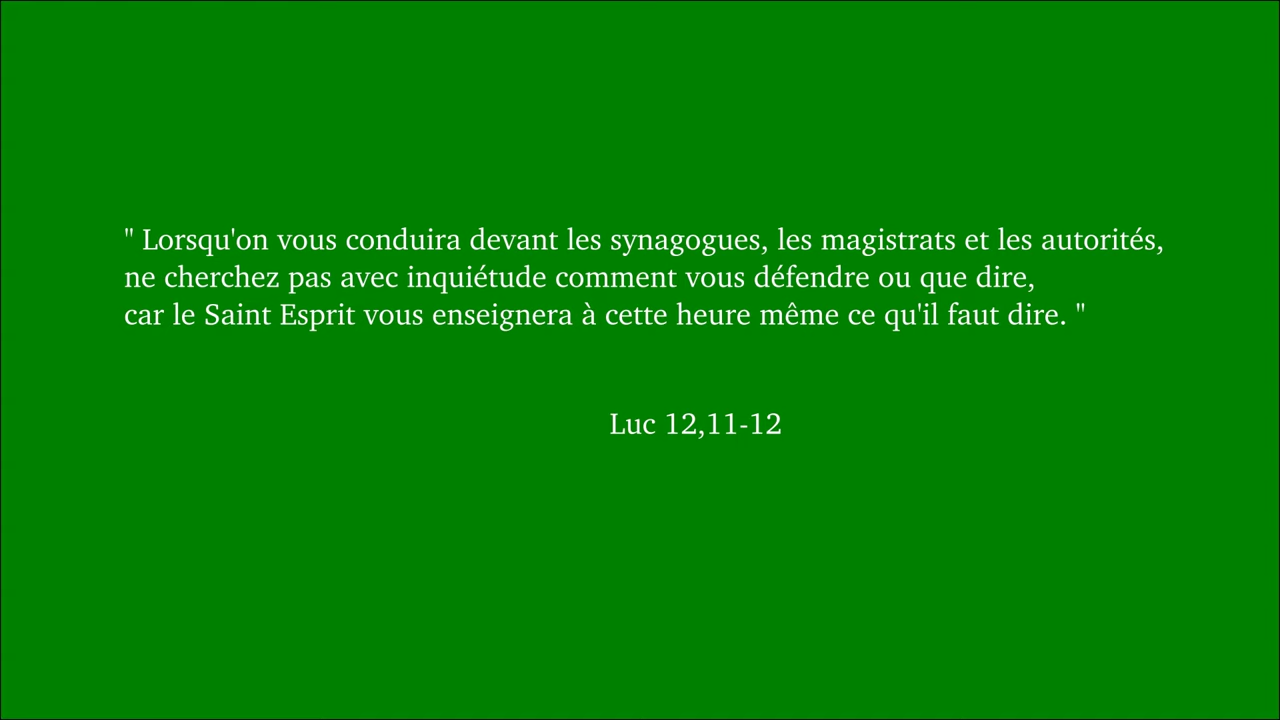 " Lorsqu'on vous conduira devant les synagogues, les magistrats et les autorités,
ne cherchez pas avec inquiétude comment vous défendre ou que dire,
car le Saint Esprit vous enseignera à cette heure même ce qu'il faut dire. "
Luc 12,11-12